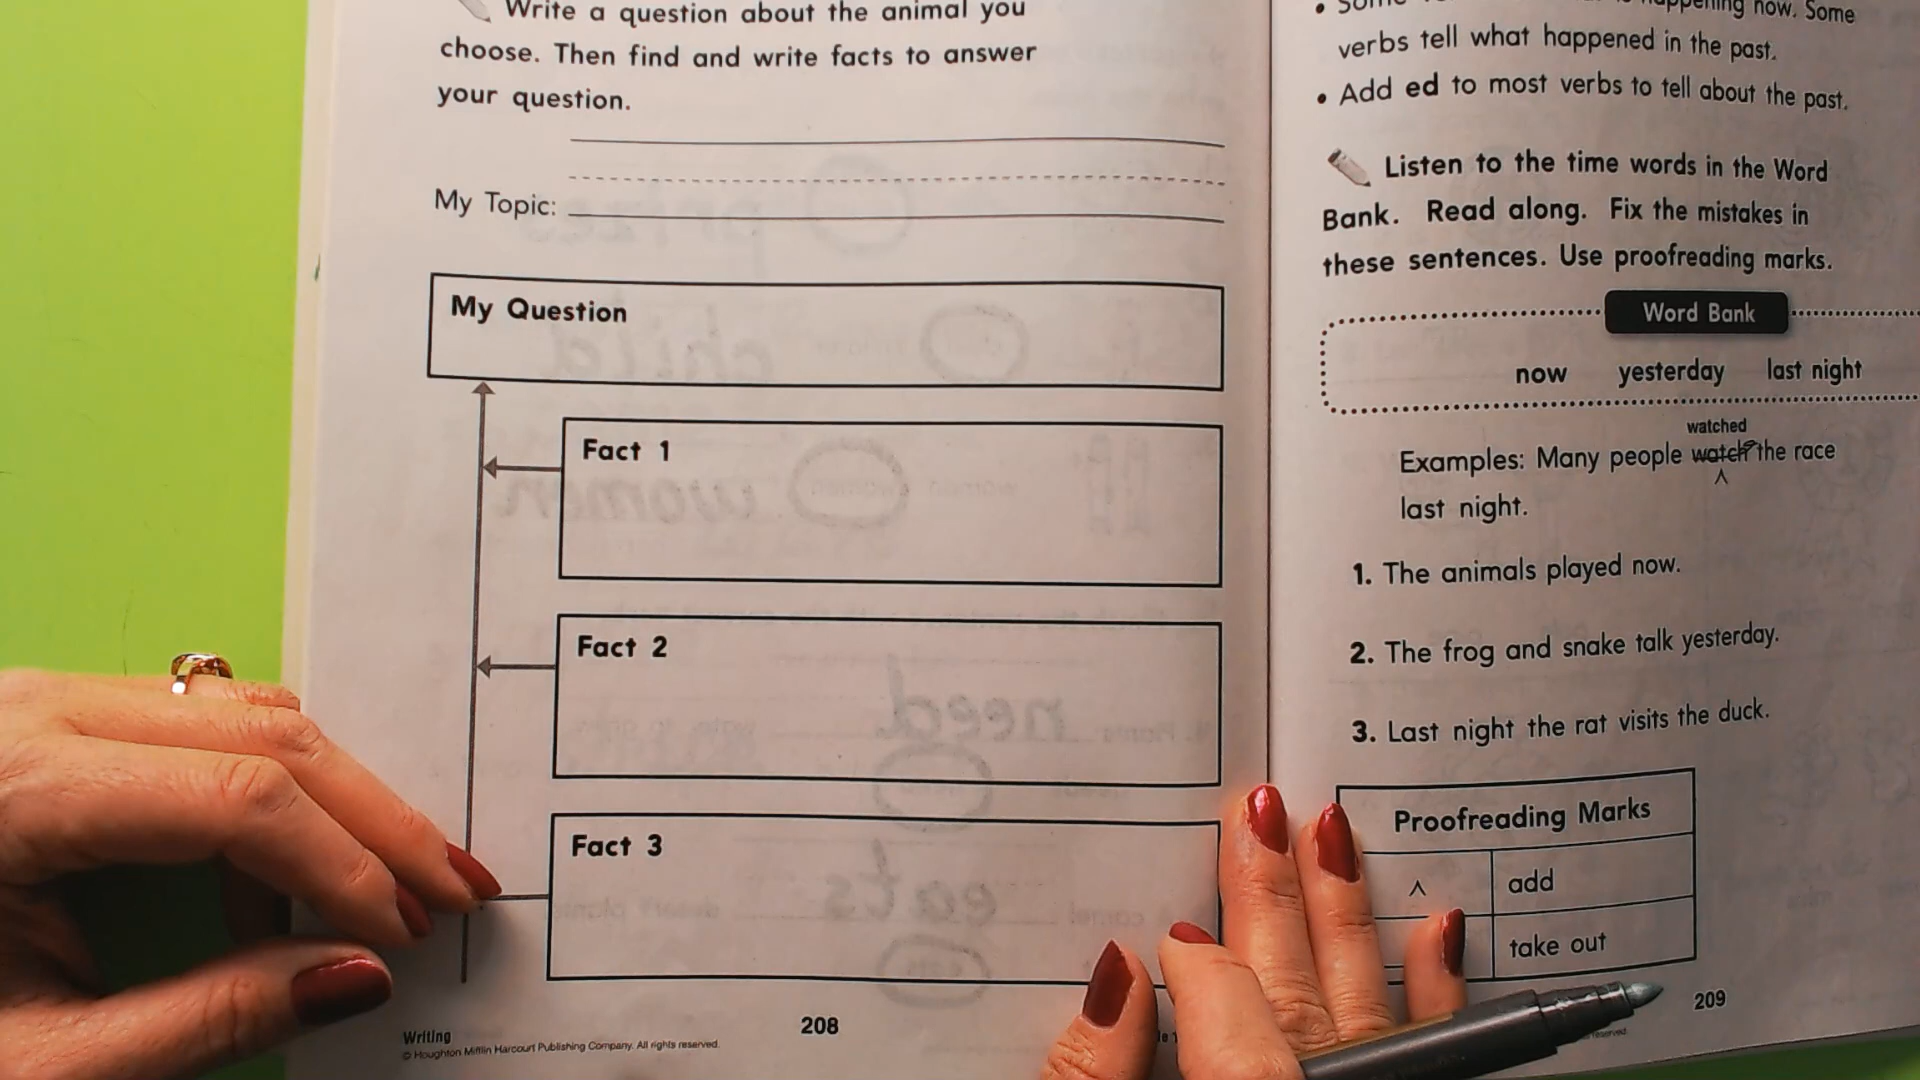 Write a question about the animal you
choose. Then find and write facts to answer
your question.
My Topic:
My Question
Fact 1
Fact 2
Fact 3
Writing
© Houghton Mifflin Harcourt Publishing Company. All rights reserved.
208
happening now. Some
verbs tell what happened in the past.
• Add ed to most verbs to tell about the past.
Listen to the time words in the Word
Bank. Read along. Fix the mistakes in
these sentences. Use proofreading marks.
Word Bank
now yesterday last night
watched
Examples: Many people watch the race
^
last night.
1. The animals played now.
2. The frog and snake talk yesterday.
3. Last night the rat visits the duck.
Proofreading Marks
^ add
take out
209
reserved.